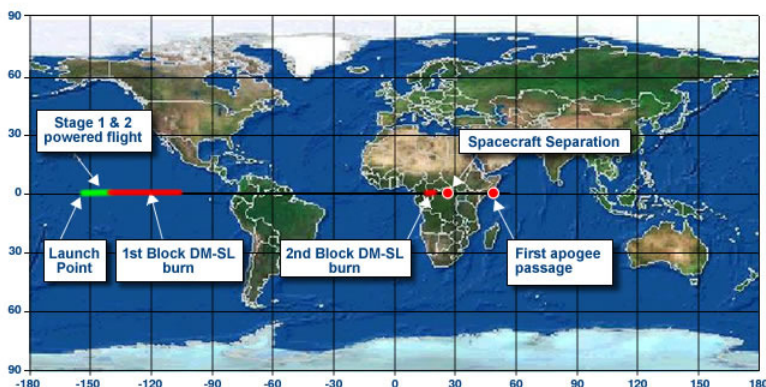 90
60
30
0
30
60
90
Stage 1 & 2
powered flight
Spacecraft Separation
Launch
Point
1st Block DM-SL
burn
2nd Block DM-SL
burn
First apogee
passage
-180 -150 -120 -90 -60 -30 0 30 60 90 120 150 180